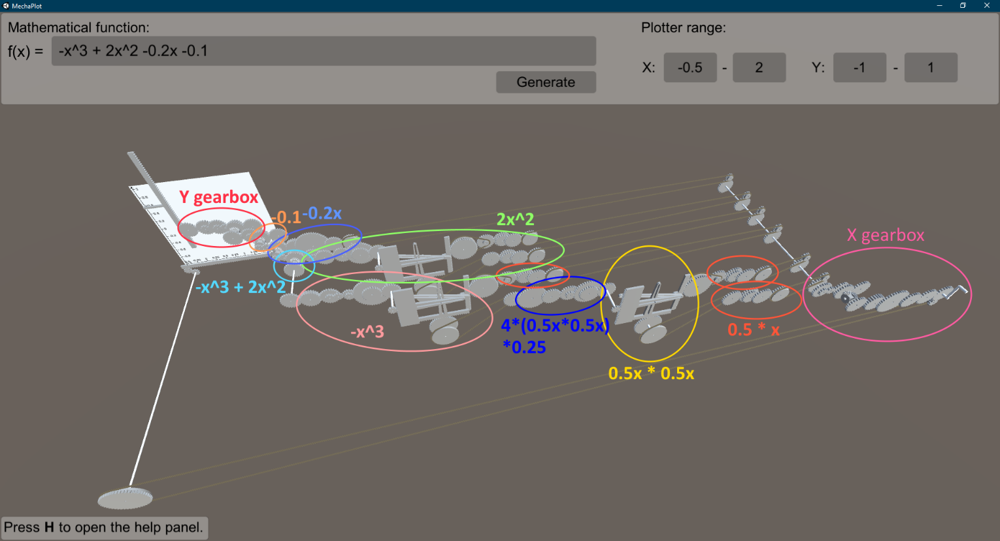 MechaPlot
Mathematical function:
f(x) = -x^3 + 2x^2 -0.2x -0.1
Generate
Plotter range:
X: -0.5 - 2 Y: -1 - 1
Y gearbox
-0.1
-0.2x
2x^2
X gearbox
-x^3 + 2x^2
-x^3
4*(0.5x*0.5x)
*0.25
0.5 * x
0.5x * 0.5x
Press H to open the help panel.